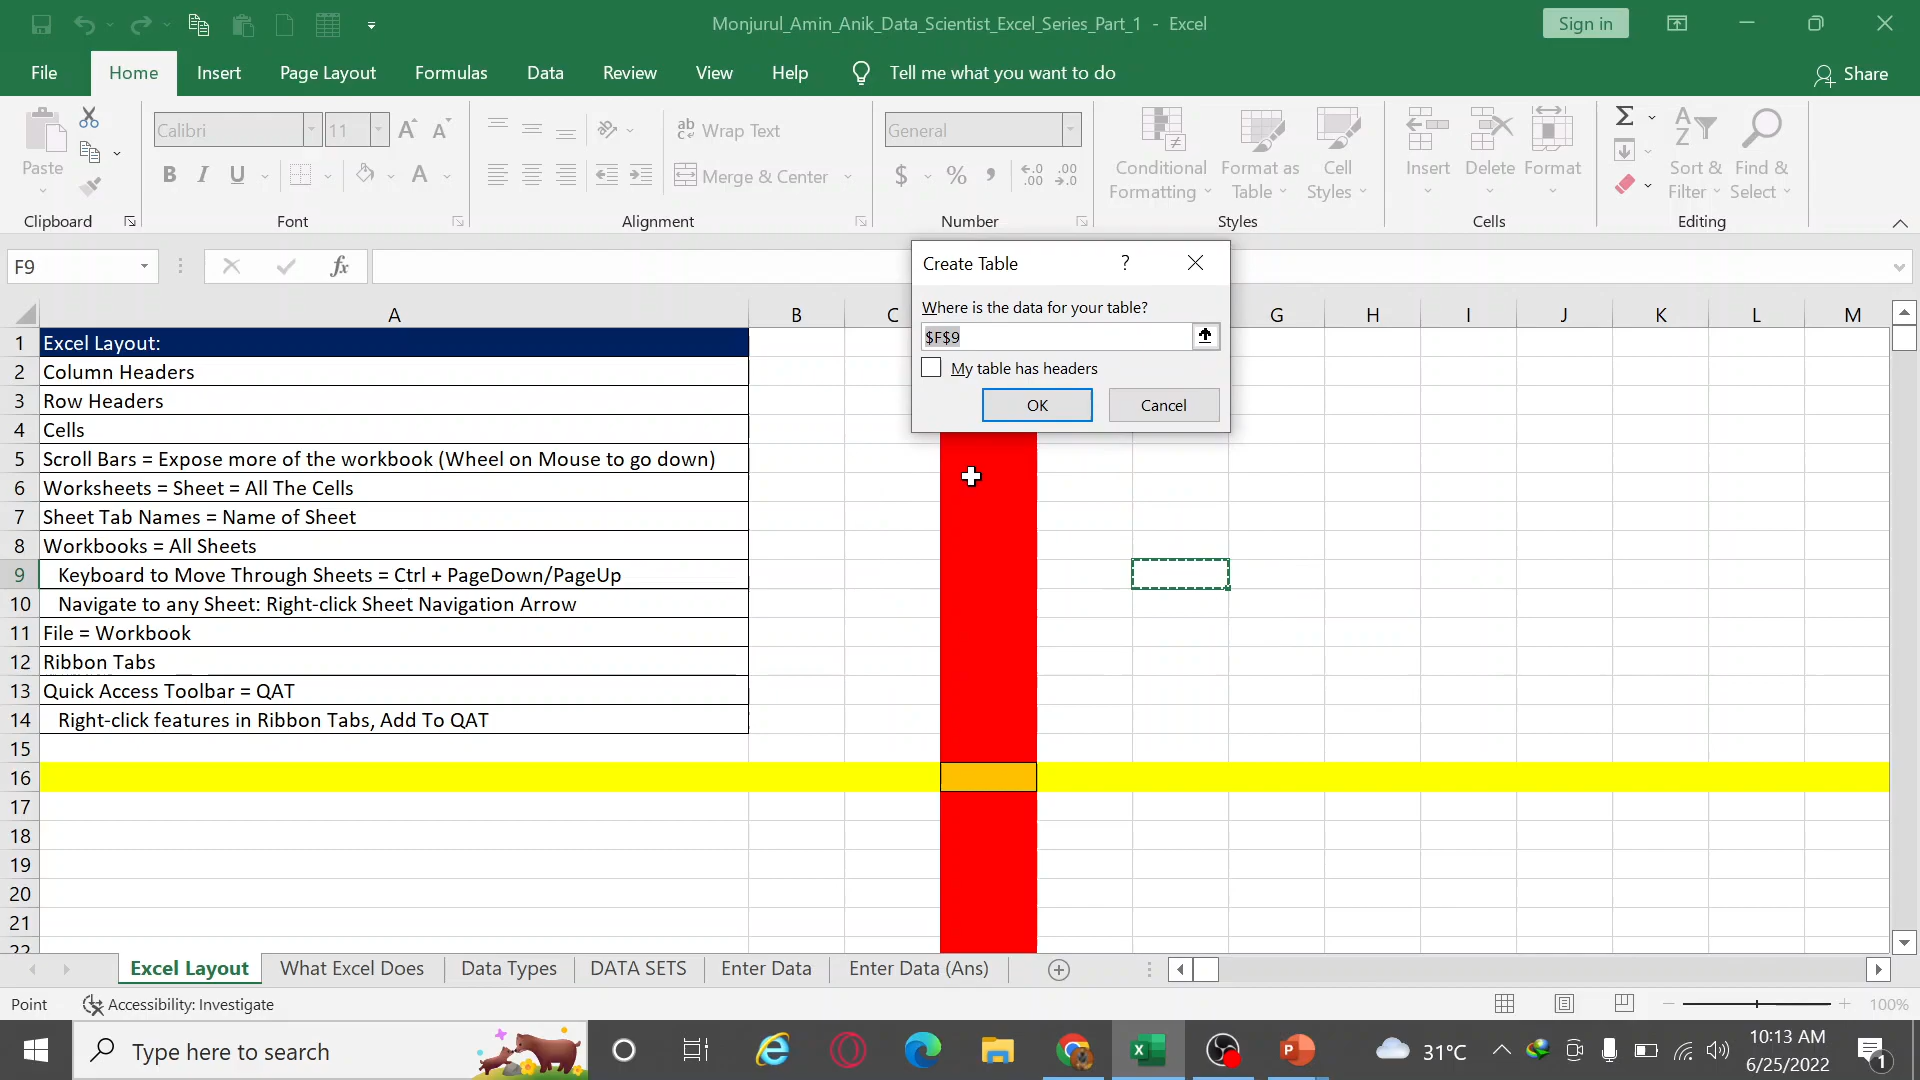 Monjurul_Amin_Anik_Data_Scientist_Excel_Series_Part_1 - Excel
Sign in
File Home Insert Page Layout Formulas Data Review View Help Tell me what you want to do Share
Paste
Clipboard
Calibri 11
B I U A
Font
ab Wrap Text
Merge & Center
Alignment
General
$ % , .00
Number
Conditional Formatting
Format as Table
Cell Styles
Styles
Insert
Delete
Format
Cells
Sort & Filter
Find & Select
Editing
F9
fx
Create Table ?
Where is the data for your table?
$F$9
My table has headers
OK Cancel
A B C G H I J K L M
1 Excel Layout:
2 Column Headers
3 Row Headers
4 Cells
5 Scroll Bars = Expose more of the workbook (Wheel on Mouse to go down)
6 Worksheets = Sheet = All The Cells
7 Sheet Tab Names = Name of Sheet
8 Workbooks = All Sheets
9 Keyboard to Move Through Sheets = Ctrl + PageDown/PageUp
10 Navigate to any Sheet: Right-click Sheet Navigation Arrow
11 File = Workbook
12 Ribbon Tabs
13 Quick Access Toolbar = QAT
14 Right-click features in Ribbon Tabs, Add To QAT
15
16
17
18
19
20
21
22
Excel Layout What Excel Does Data Types DATA SETS Enter Data Enter Data (Ans)
Point Accessibility: Investigate 100%
Type here to search
31°C
10:13 AM
6/25/2022
1